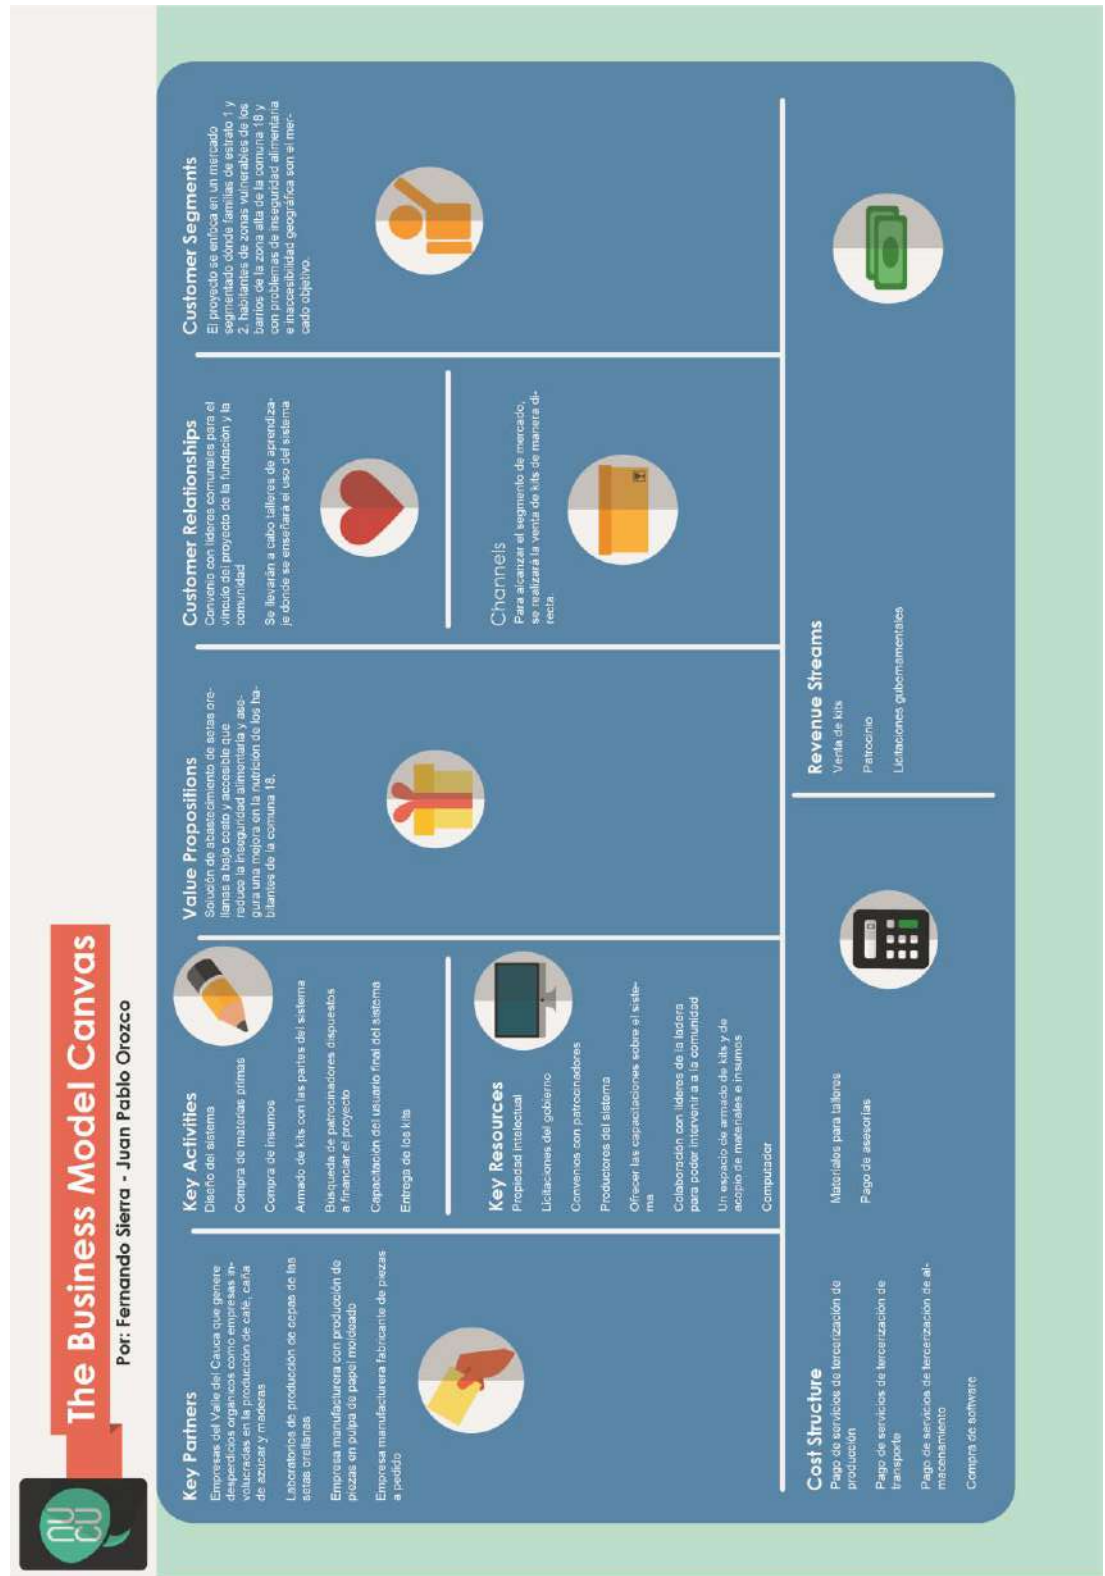 NU
CU
The Business Model Canvas
Por: Fernando Sierra - Juan Pablo Orozco
Key Partners
Empresas del Valle del Cauca que genere
desperdicios orgánicos como empresas in-
volucradas en la producción de café, caña
de azúcar y maderas
Laboratorios de producción de cepas de las
setas orellanas
Empresa manufacturera con producción de
piezas en pulpa de papel moldeado
Empresa manufacturera fabricante de piezas
a pedido
Key Activities
Diseño del sistema
Compra de materias primas
Compra de insumos
Armado de kits con las partes del sistema
Busqueda de patrocinadores dispuestos
a financiar el proyecto
Capacitación del usuario final del sistema
Entrega de los kits
Key Resources
Propiedad intelectual
Licitaciones del gobierno
Convenios con patrocinadores
Productores del sistema
Ofrecer las capacitaciones sobre el siste-
ma
Colaboración con lideres de la ladera
para poder intervenir a a la comunidad
Un espacio de armado de kits y de
acopio de materiales e insumos
Computador
Value Propositions
Solución de abastecimiento de setas ore-
llanas a bajo costo y accesible que
reduce la inseguridad alimentaria y ase-
gura una mejora en la nutrición de los ha-
bitantes de la comuna 18.
Customer Relationships
Convenio con lideres comunales para el
vinculo del proyecto de la fundación y la
comunidad
Se llevarán a cabo talleres de aprendiza-
je donde se enseñará el uso del sistema
Channels
Para alcanzar el segmento de mercado,
se realizará la venta de kits de manera di-
recta.
Customer Segments
El proyecto se enfoca en un mercado
segmentado dónde familias de estrato 1 y
2, habitantes de zonas vulnerables de los
barrios de la zona alta de la comuna 18 y
con problemas de inseguridad alimentaria
e inaccesibilidad geográfica son el mer-
cado objetivo.
Cost Structure
Pago de servicios de tercerización de
producción
Pago de servicios de tercerización de
transporte
Pago de servicios de tercerización de al-
macenamiento
Compra de software
Materiales para talleres
Pago de asesorías
Revenue Streams
Venta de kits
Patrocinio
Licitaciones gubernamentales